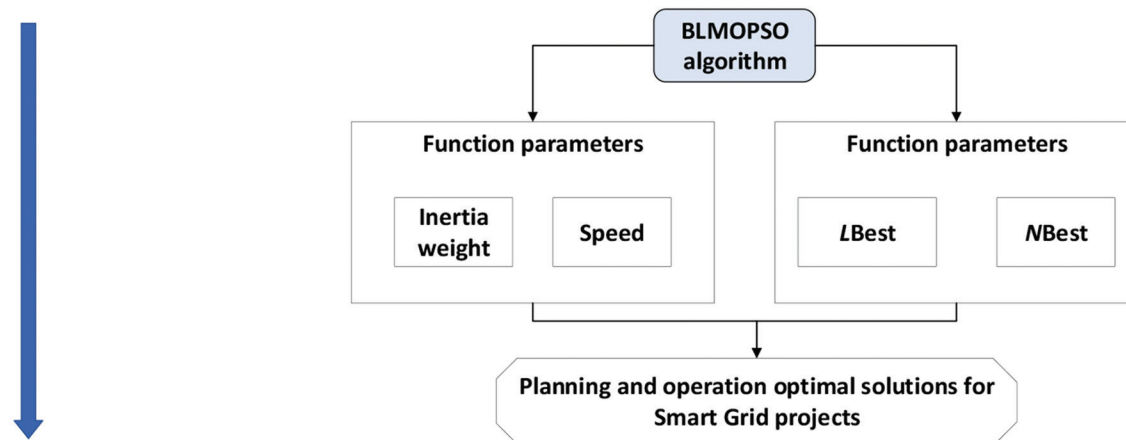 BLMOPSO
algorithm
Function parameters
Inertia
weight
Speed
Function parameters
LBest
NBest
Planning and operation optimal solutions for
Smart Grid projects